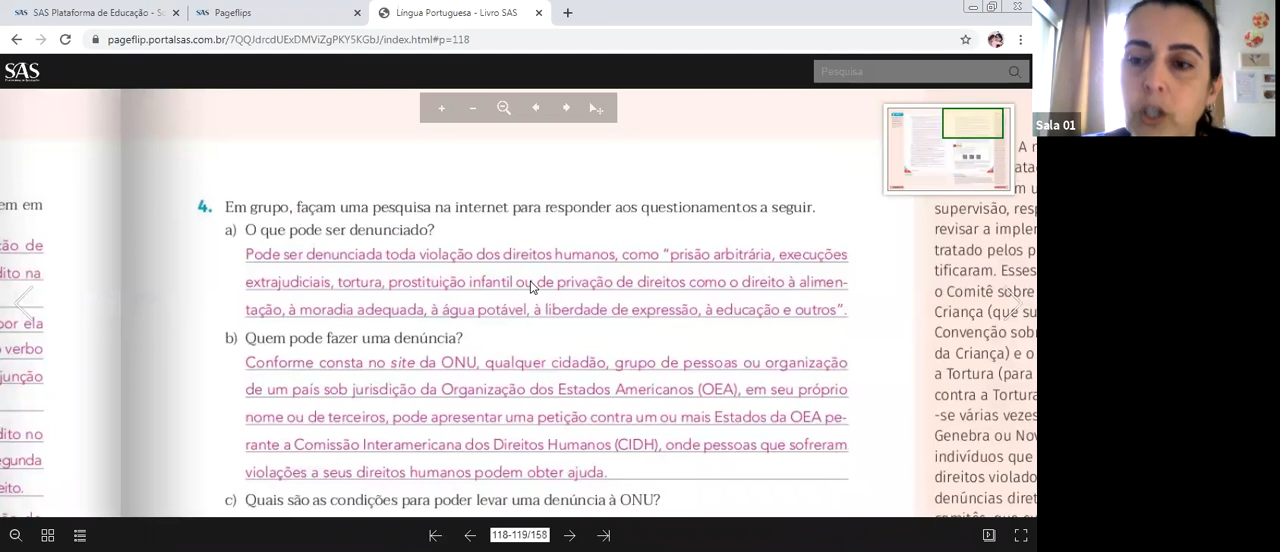 SAS Plataforma de Educação - So
Pageflips
Língua Portuguesa - Livro SAS
pageflip.portalsas.com.br/7QQJdrcdUExDMViZgPKY5KGbJ/index.html#p=118
SAS
Pesquisa
Sala 01
em em
ção de
dito na
por ela
verbo
junção
dito no
egunda
eito.
4. Em grupo, façam uma pesquisa na internet para responder aos questionamentos a seguir.
a) O que pode ser denunciado?
Pode ser denunciada toda violação dos direitos humanos, como “prisão arbitrária, execuções
extrajudiciais, tortura, prostituição infantil ou de privação de direitos como o direito à alimen-
tação, à moradia adequada, à água potável, à liberdade de expressão, à educação e outros”.
b) Quem pode fazer uma denúncia?
Conforme consta no site da ONU, qualquer cidadão, grupo de pessoas ou organização
de um país sob jurisdição da Organização dos Estados Americanos (OEA), em seu próprio
nome ou de terceiros, pode apresentar uma petição contra um ou mais Estados da OEA pe-
rante a Comissão Interamericana dos Direitos Humanos (CIDH), onde pessoas que sofreram
violações a seus direitos humanos podem obter ajuda.
c) Quais são as condições para poder levar uma denúncia à ONU?
supervisão, resp
revisar a implem
tratado pelos p
tificaram. Esses
o Comitê sobre
Criança (que su
Convenção sob
da Criança) e o
a Tortura (para
contra a Tortura
-se várias vezes
Genebra ou Nov
indivíduos que
direitos violado
denúncias diret
118-119/158